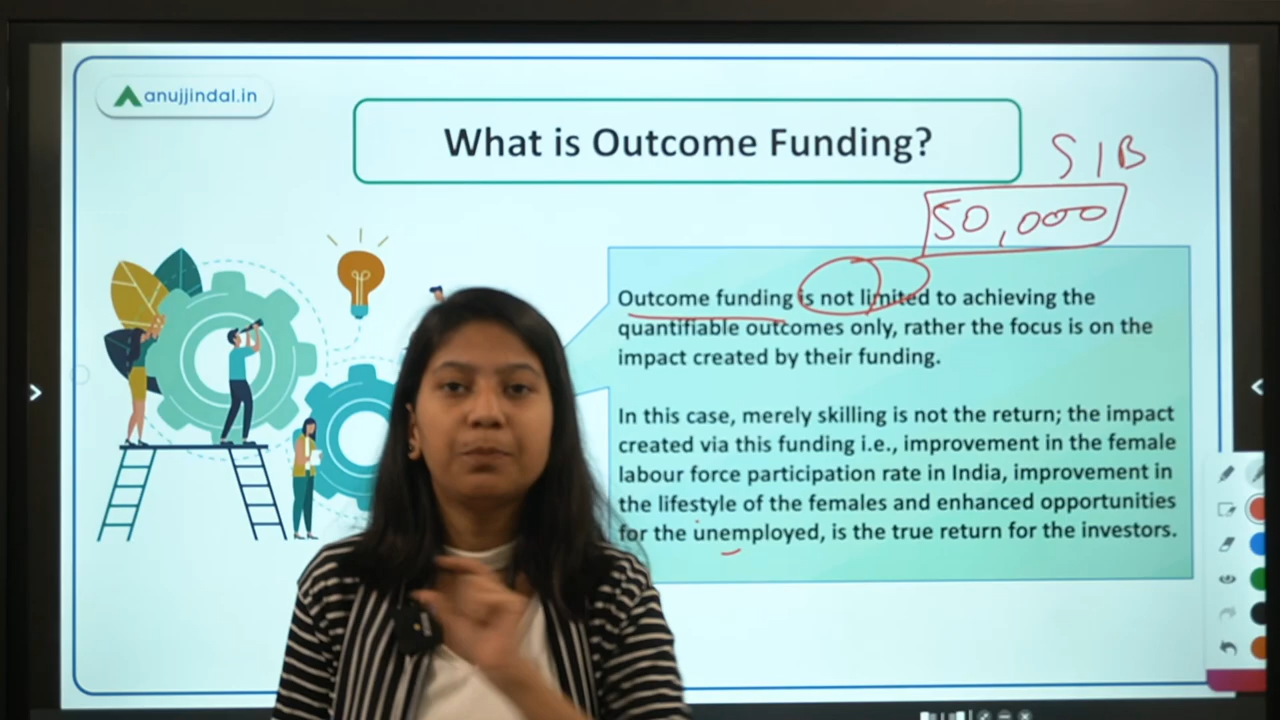 anujjindal.in
What is Outcome Funding?
SIB
50,000
Outcome funding is not limited to achieving the
quantifiable outcomes only, rather the focus is on the
impact created by their funding.
In this case, merely skilling is not the return; the impact
created via this funding i.e., improvement in the female
labour force participation rate in India, improvement in
the lifestyle of the females and enhanced opportunities
for the unemployed, is the true return for the investors.